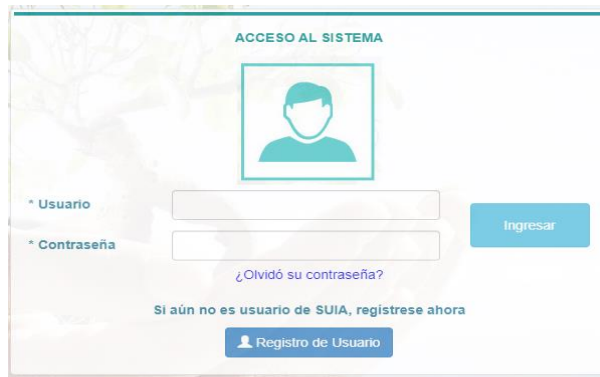 ACCESO AL SISTEMA
* Usuario
Ingresar
* Contraseña
¿Olvidó su contraseña?
Si aún no es usuario de SUIA, regístrese ahora
Registro de Usuario